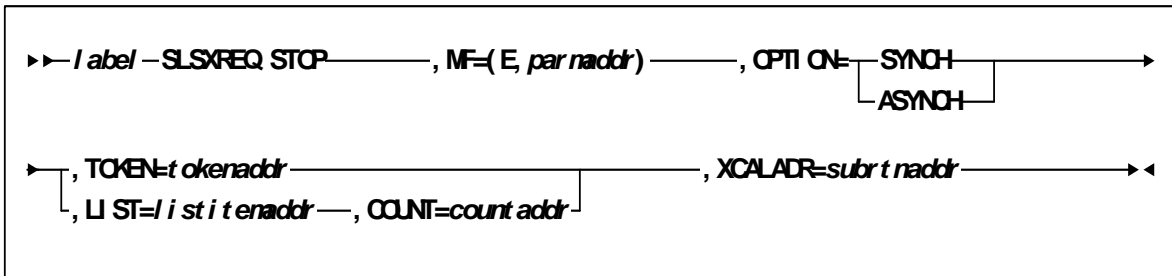 label SLSXREQ STOP , MF=(E,parmaddr) , OPTION= SYNCH
ASYNCH
, TOKEN=tokenaddr , XCALADR=subrtnaddr
, LIST=listitemaddr , COUNT=countaddr